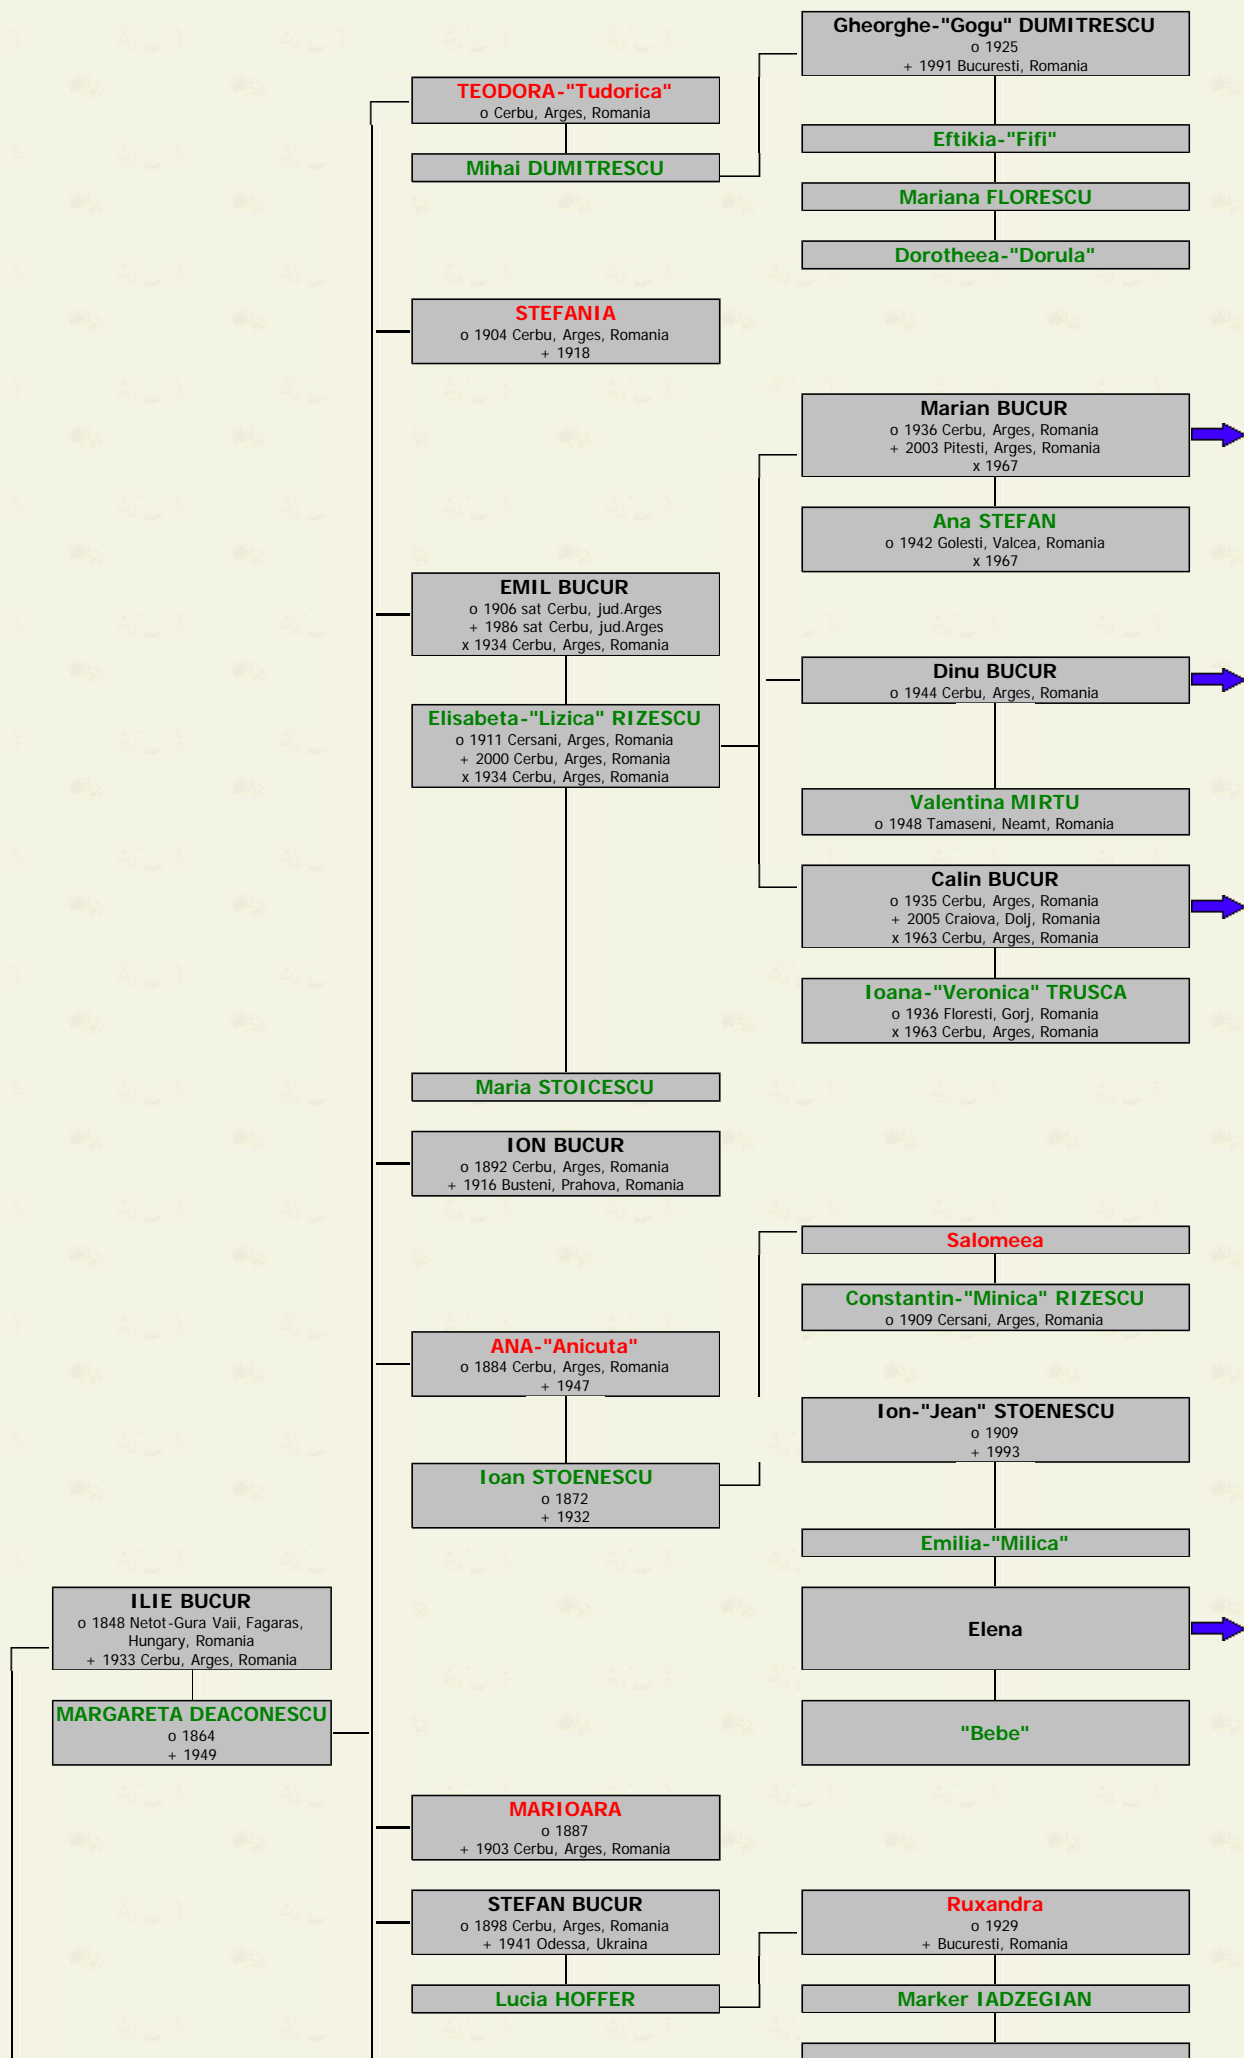 Gheorghe-"Gogu" DUMITRESCU
o 1925
+ 1991 Bucuresti, Romania
TEODORA-"Tudorica"
o Cerbu, Arges, Romania
Mihai DUMITRESCU
Eftikia-"Fifi"
Mariana FLORESCU
Dorotheea-"Dorula"
STEFANIA
o 1904 Cerbu, Arges, Romania
+ 1918
Marian BUCUR
o 1936 Cerbu, Arges, Romania
+ 2003 Pitesti, Arges, Romania
x 1967
Ana STEFAN
o 1942 Golesti, Valcea, Romania
x 1967
EMIL BUCUR
o 1906 sat Cerbu, jud.Arges
+ 1986 sat Cerbu, jud.Arges
x 1934 Cerbu, Arges, Romania
Dinu BUCUR
o 1944 Cerbu, Arges, Romania
Elisabeta-"Lizica" RIZESCU
o 1911 Cersani, Arges, Romania
+ 2000 Cerbu, Arges, Romania
x 1934 Cerbu, Arges, Romania
Valentina MIRTU
o 1948 Tamaseni, Neamt, Romania
Calin BUCUR
o 1935 Cerbu, Arges, Romania
+ 2005 Craiova, Dolj, Romania
x 1963 Cerbu, Arges, Romania
Ioana-"Veronica" TRUSCA
o 1936 Floresti, Gorj, Romania
x 1963 Cerbu, Arges, Romania
Maria STOICESCU
ION BUCUR
o 1892 Cerbu, Arges, Romania
+ 1916 Busteni, Prahova, Romania
Salomeea
Constantin-"Minica" RIZESCU
o 1909 Cersani, Arges, Romania
ANA-"Anicuta"
o 1884 Cerbu, Arges, Romania
+ 1947
Ion-"Jean" STOENESCU
o 1909
+ 1993
Ioan STOENESCU
o 1872
+ 1932
Emilia-"Milica"
ILIE BUCUR
o 1848 Netot-Gura Vaii, Fagaras,
Hungary, Romania
+ 1933 Cerbu, Arges, Romania
Elena
MARGARETA DEACONESCU
o 1864
+ 1949
"Bebe"
MARIOARA
o 1887
+ 1903 Cerbu, Arges, Romania
STEFAN BUCUR
o 1898 Cerbu, Arges, Romania
+ 1941 Odessa, Ukraina
Ruxandra
o 1929
+ Bucuresti, Romania
Lucia HOFFER
Marker IADZEGIAN